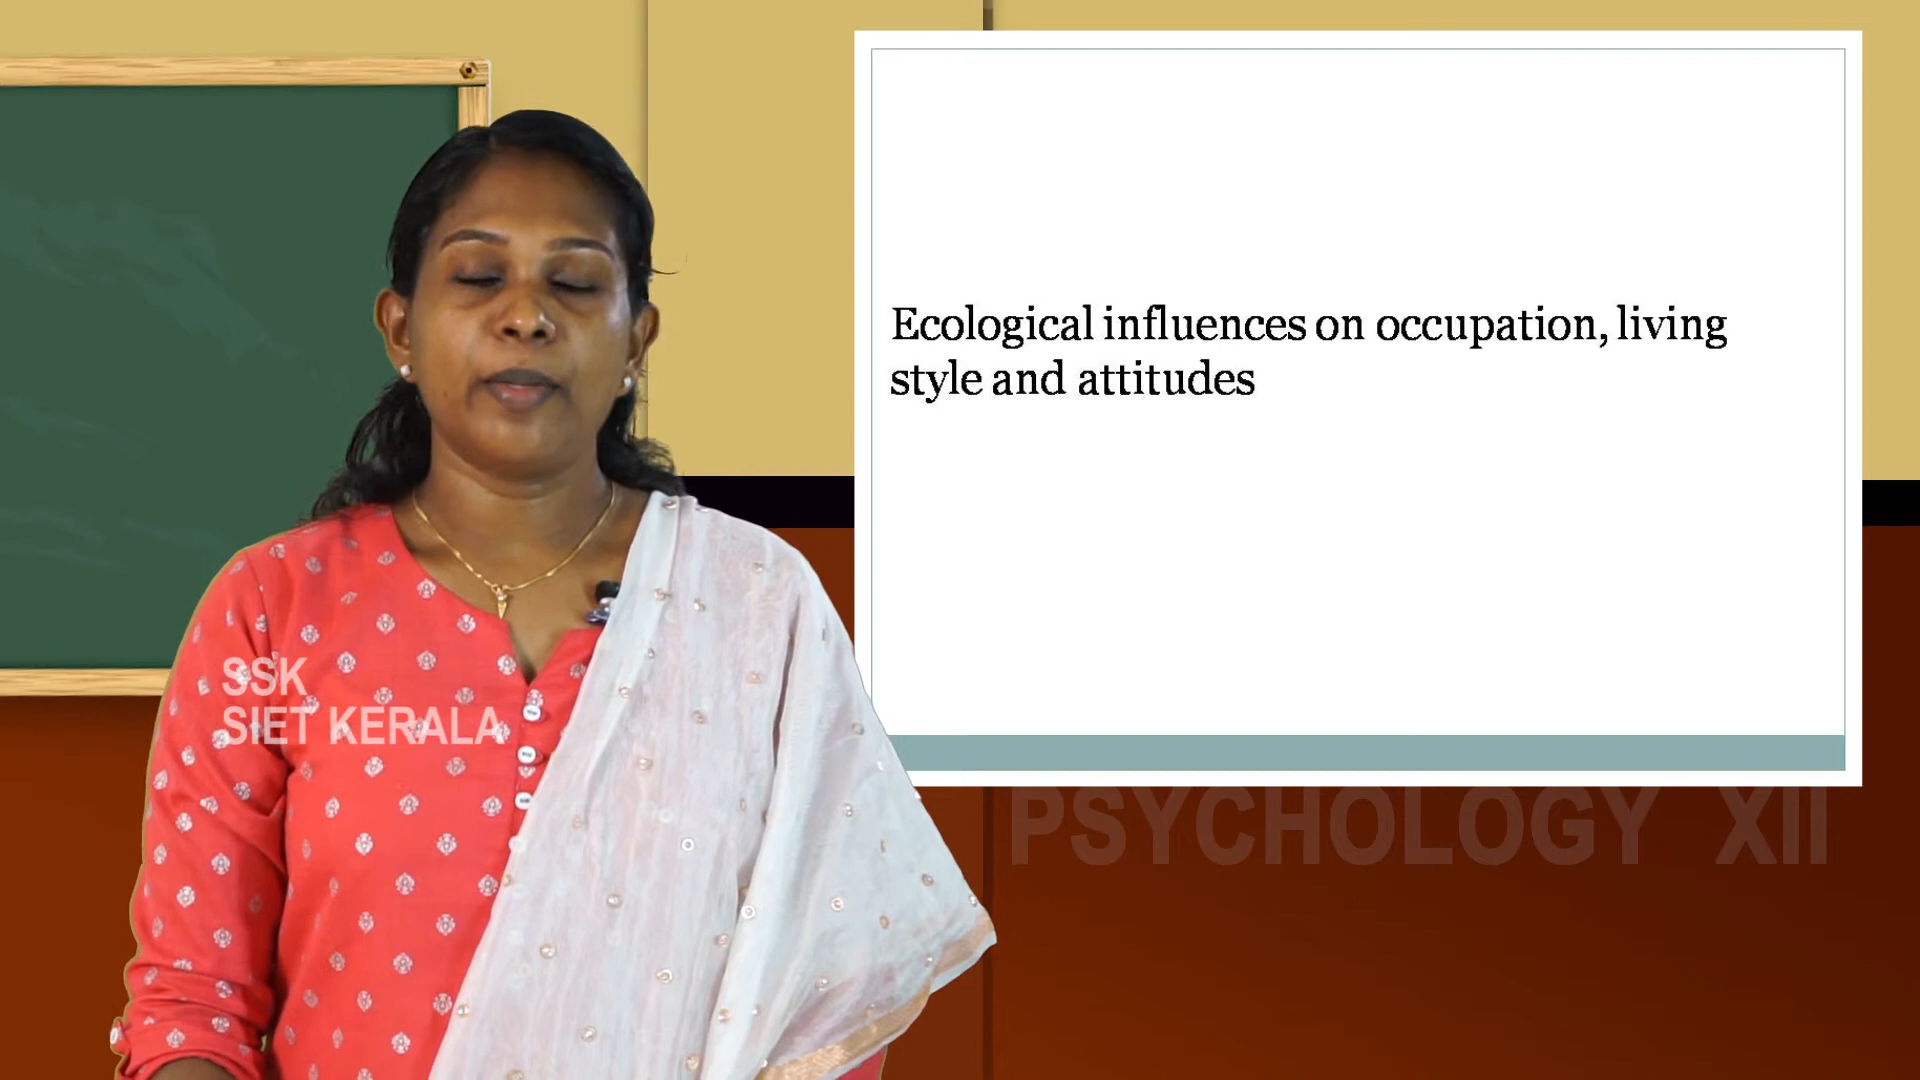 Ecological influences on occupation, living
style and attitudes
SSK
SIET KERALA
PSYCHOLOGY XII